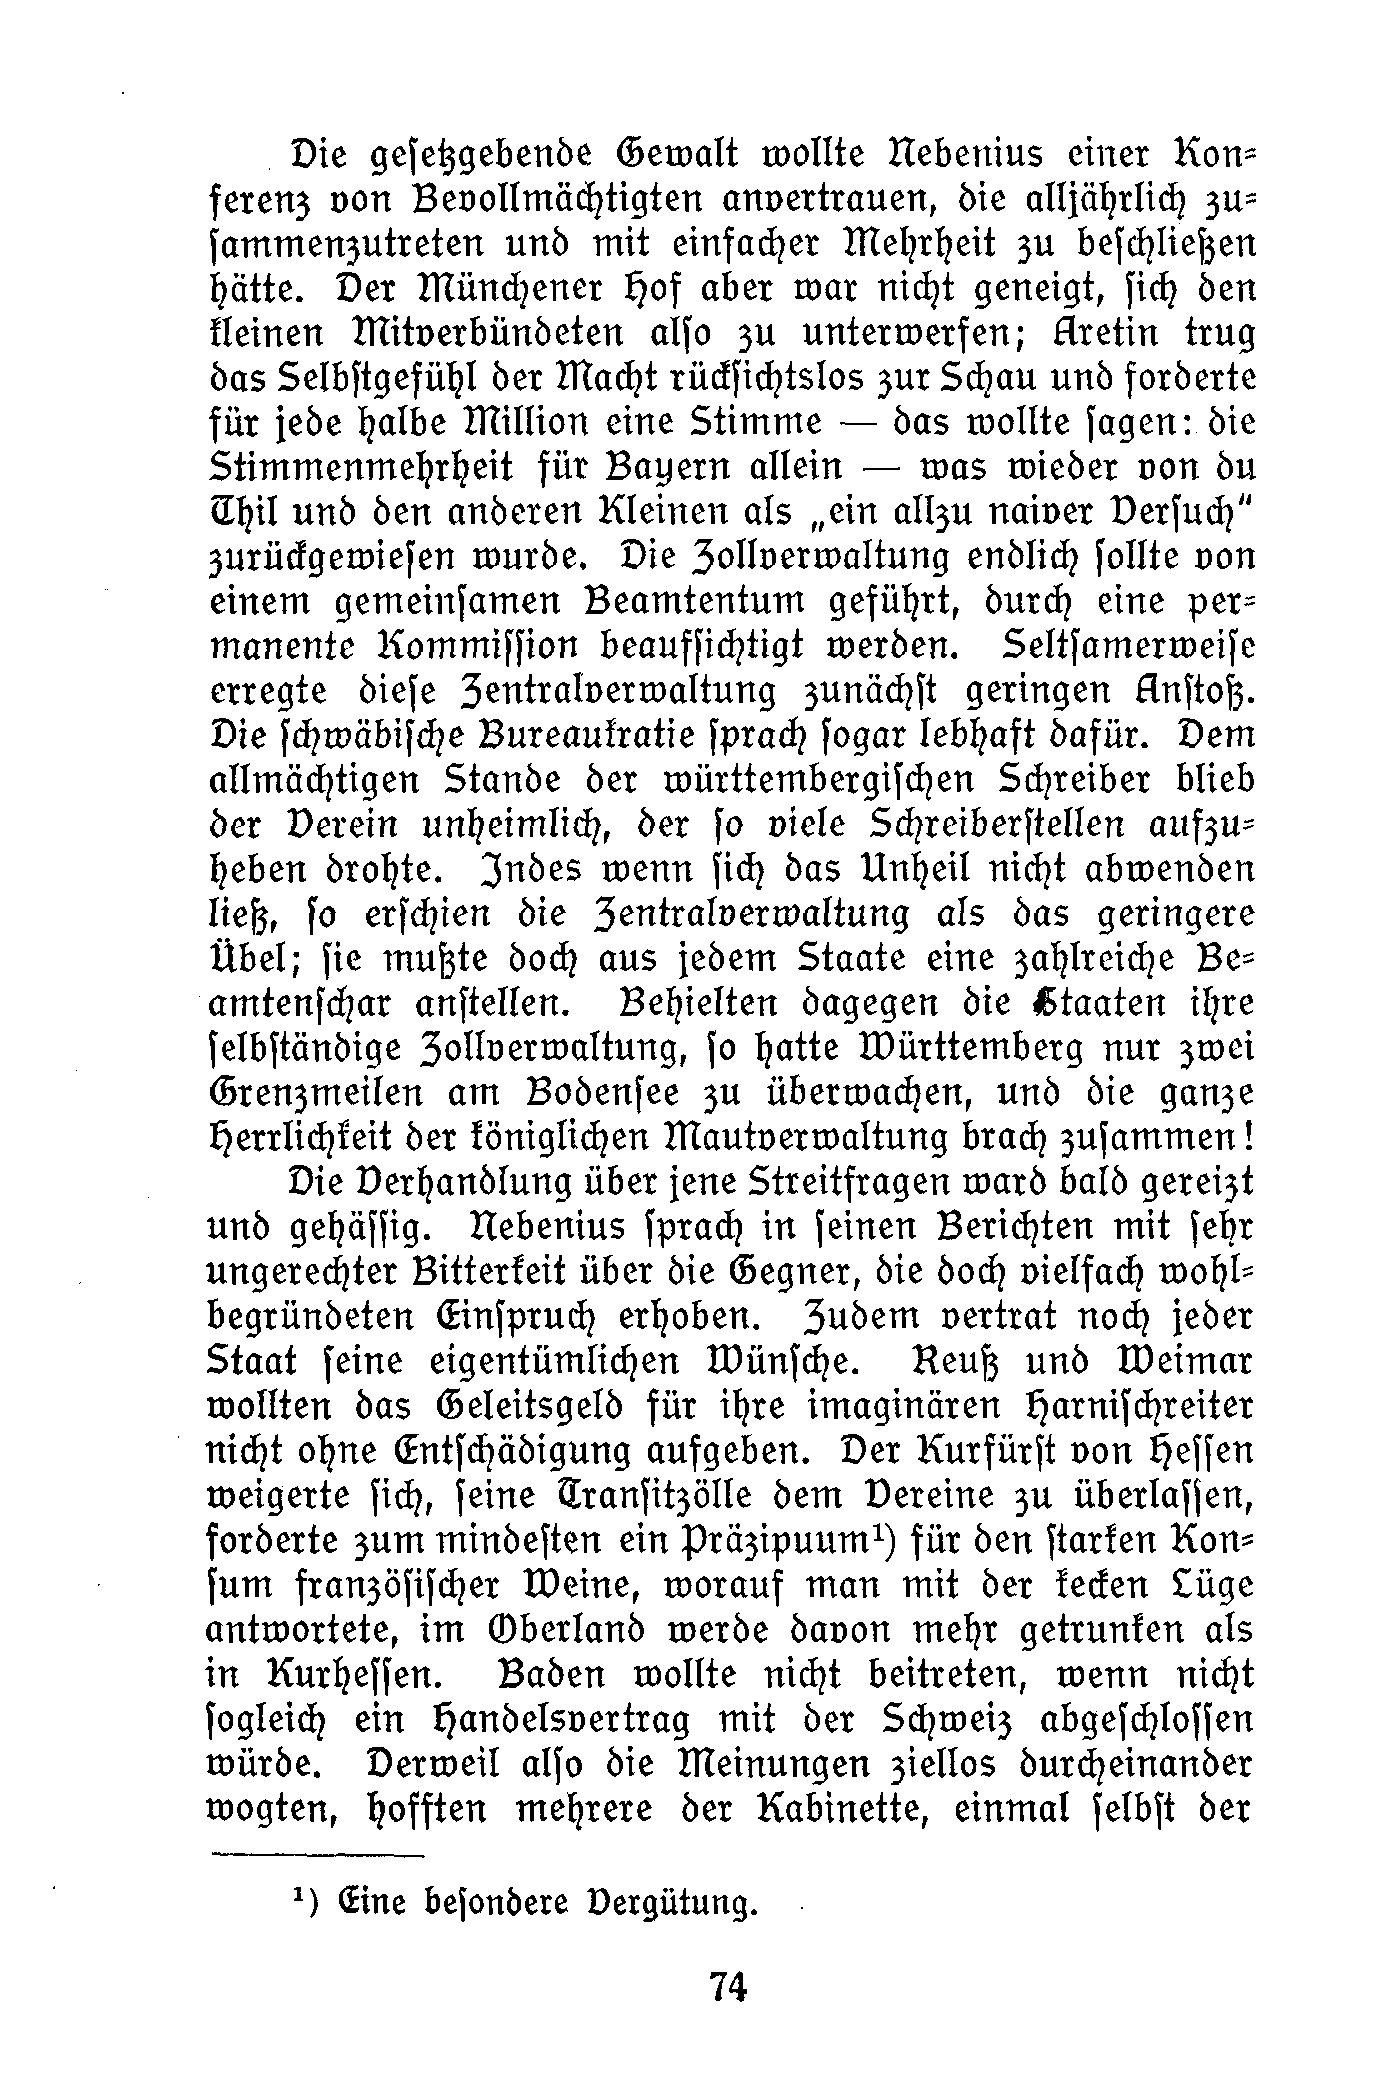 Die geſetzgebende Gewalt wollte Nebenius einer Kon-
ferenz von Bevollmächtigten anvertrauen, die alljährlich zu-
ſammenzutreten und mit einfacher Mehrheit zu beſchließen
hätte. Der Münchener Hof aber war nicht geneigt, ſich den
kleinen Mitverbündeten alſo zu unterwerfen; Aretin trug
das Selbſtgefühl der Macht rückſichtslos zur Schau und forderte
für jede halbe Million eine Stimme — das wollte ſagen: die
Stimmenmehrheit für Bayern allein — was wieder von du
Thil und den anderen Kleinen als „ein allzu naiver Verſuch"
zurückgewieſen wurde. Die Zollverwaltung endlich ſollte von
einem gemeinſamen Beamtentum geführt, durch eine per-
manente Kommiſſion beaufſichtigt werden. Seltſamerweiſe
erregte dieſe Zentralverwaltung zunächſt geringen Anſtoß.
Die ſchwäbiſche Bureaukratie ſprach ſogar lebhaft dafür. Dem
allmächtigen Stande der württembergiſchen Schreiber blieb
der Verein unheimlich, der ſo viele Schreiberſtellen aufzu-
heben drohte. Indes wenn ſich das Unheil nicht abwenden
ließ, ſo erſchien die Zentralverwaltung als das geringere
Übel; ſie mußte doch aus jedem Staate eine zahlreiche Be-
amtenſchar anſtellen. Behielten dagegen die Staaten ihre
ſelbſtändige Zollverwaltung, ſo hatte Württemberg nur zwei
Grenzmeilen am Bodenſee zu überwachen, und die ganze
Herrlichkeit der königlichen Mautverwaltung brach zuſammen!
Die Verhandlung über jene Streitfragen ward bald gereizt
und gehäſſig. Nebenius ſprach in ſeinen Berichten mit ſehr
ungerechter Bitterkeit über die Gegner, die doch vielfach wohl-
begründeten Einſpruch erhoben. Zudem vertrat noch jeder
Staat ſeine eigentümlichen Wünſche. Reuß und Weimar
wollten das Geleitsgeld für ihre imaginären Harniſchreiter
nicht ohne Entſchädigung aufgeben. Der Kurfürſt von Heſſen
weigerte ſich, ſeine Tranſitzölle dem Vereine zu überlaſſen,
forderte zum mindeſten ein Präzipuum¹) für den ſtarken Kon-
ſum franzöſiſcher Weine, worauf man mit der kecken Lüge
antwortete, im Oberland werde davon mehr getrunken als
in Kurheſſen. Baden wollte nicht beitreten, wenn nicht
ſogleich ein Handelsvertrag mit der Schweiz abgeſchloſſen
würde. Derweil alſo die Meinungen ziellos durcheinander
wogten, hofften mehrere der Kabinette, einmal ſelbſt der
¹) Eine beſondere Vergütung.
74